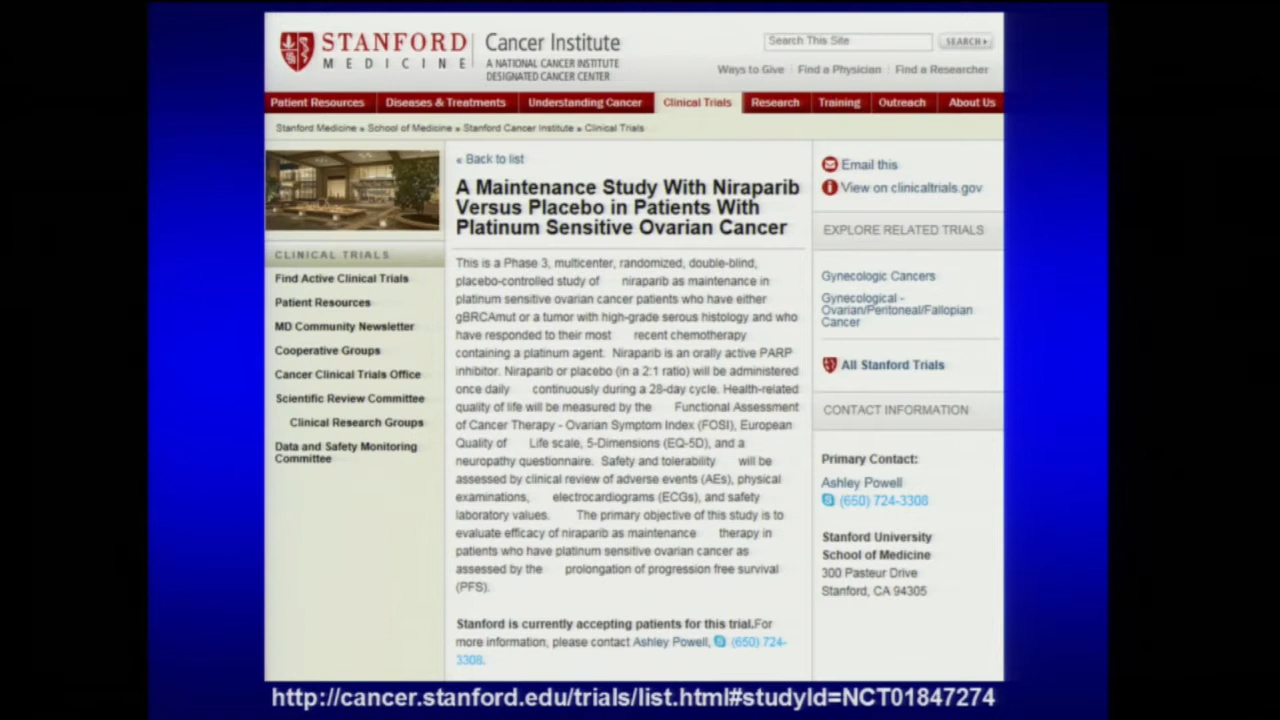 STANFORD
MEDICINE
Cancer Institute
A NATIONAL CANCER INSTITUTE
DESIGNATED CANCER CENTER
Search This Site
SEARCH
Ways to Give | Find a Physician | Find a Researcher
Patient Resources
Diseases & Treatments
Understanding Cancer
Clinical Trials
Research
Training
Outreach
About Us
Stanford Medicine » School of Medicine » Stanford Cancer Institute » Clinical Trials
CLINICAL TRIALS
Find Active Clinical Trials
Patient Resources
MD Community Newsletter
Cooperative Groups
Cancer Clinical Trials Office
Scientific Review Committee
Clinical Research Groups
Data and Safety Monitoring
Committee
« Back to list
A Maintenance Study With Niraparib
Versus Placebo in Patients With
Platinum Sensitive Ovarian Cancer
This is a Phase 3, multicenter, randomized, double-blind,
placebo-controlled study of niraparib as maintenance in
platinum sensitive ovarian cancer patients who have either
gBRCAmut or a tumor with high-grade serous histology and who
have responded to their most recent chemotherapy
containing a platinum agent. Niraparib is an orally active PARP
inhibitor. Niraparib or placebo (in a 2:1 ratio) will be administered
once daily continuously during a 28-day cycle. Health-related
quality of life will be measured by the Functional Assessment
of Cancer Therapy - Ovarian Symptom Index (FOSI), European
Quality of Life scale, 5-Dimensions (EQ-5D), and a
neuropathy questionnaire. Safety and tolerability will be
assessed by clinical review of adverse events (AEs), physical
examinations, electrocardiograms (ECGs), and safety
laboratory values. The primary objective of this study is to
evaluate efficacy of niraparib as maintenance therapy in
patients who have platinum sensitive ovarian cancer as
assessed by the prolongation of progression free survival
(PFS).
Stanford is currently accepting patients for this trial.For
more information, please contact Ashley Powell, (650) 724-
3308.
Email this
View on clinicaltrials.gov
EXPLORE RELATED TRIALS
Gynecologic Cancers
Gynecological -
Ovarian/Peritoneal/Fallopian
Cancer
All Stanford Trials
CONTACT INFORMATION
Primary Contact:
Ashley Powell
(650) 724-3308
Stanford University
School of Medicine
300 Pasteur Drive
Stanford, CA 94305
http://cancer.stanford.edu/trials/list.html#studyId=NCT01847274